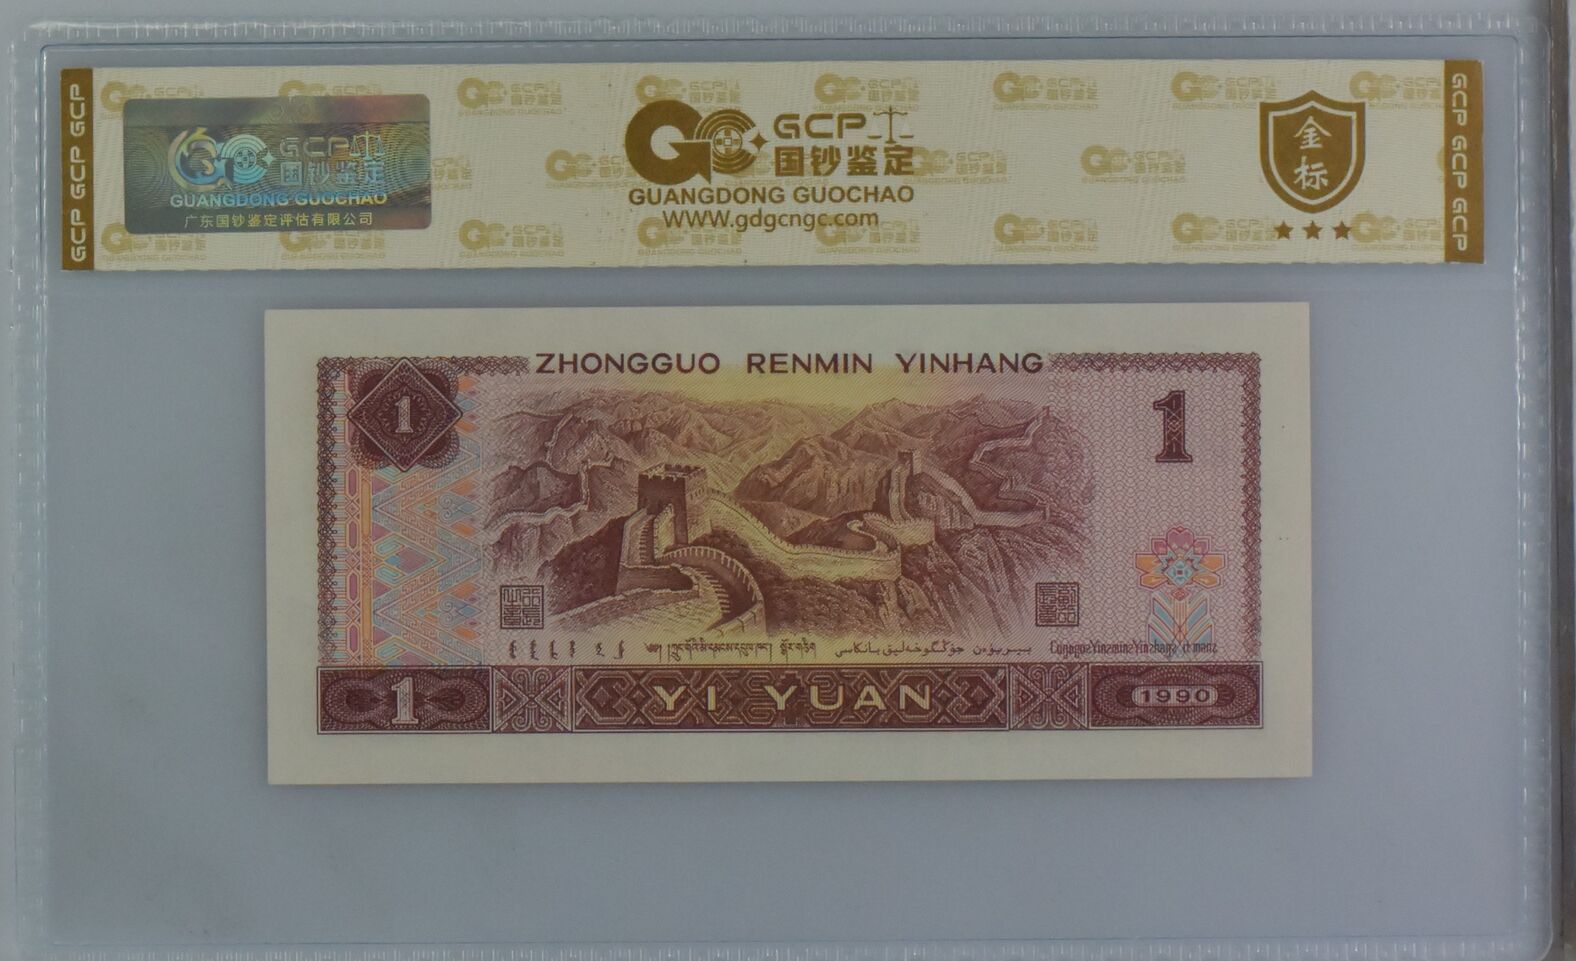 GCP GCP GCP
GCP
国钞鉴定
GUANGDONG GUOCHAO
广东国钞鉴定评估有限公司
GCP
国钞鉴定
GUANGDONG GUOCHAO
WWW.gdgcngc.com
金
标
GCP GCP GCP
ZHONGGUO RENMIN YINHANG
1
1
1
YI YUAN
1990